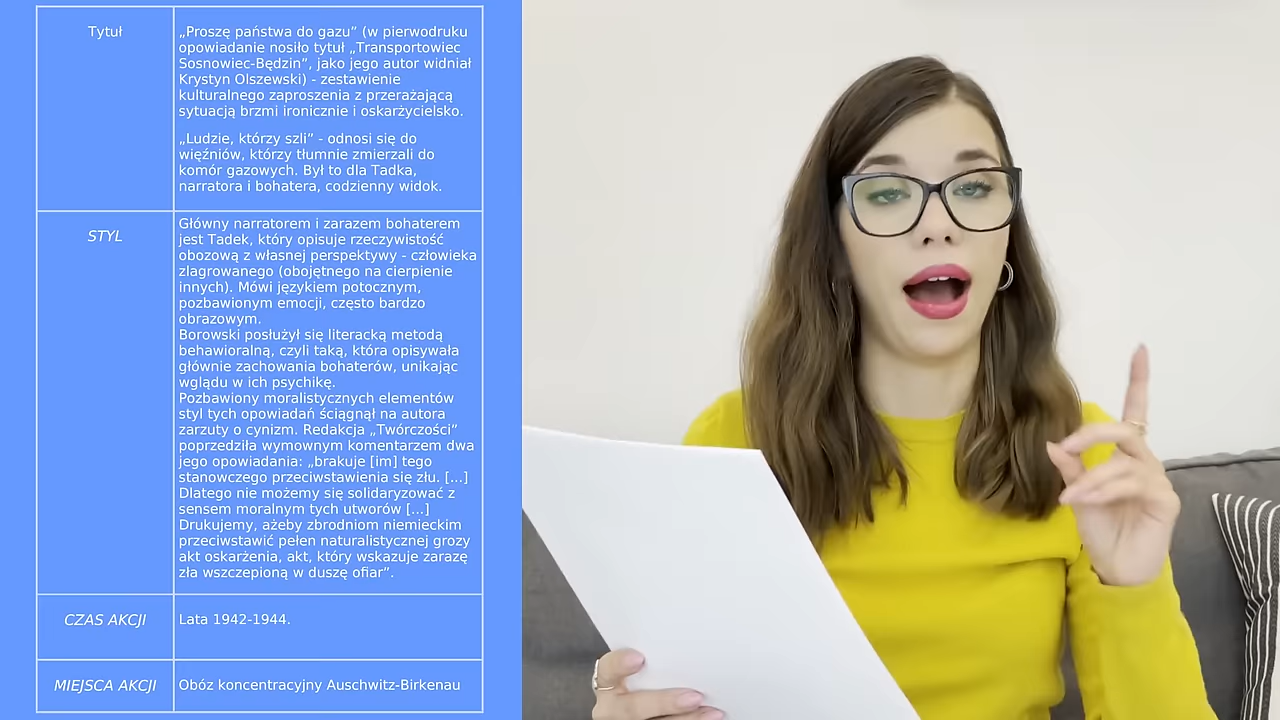 Tytuł
„Proszę państwa do gazu” (w pierwodruku
opowiadanie nosiło tytuł „Transportowiec
Sosnowiec-Będzin”, jako jego autor widniał
Krystyn Olszewski) - zestawienie
kulturalnego zaproszenia z przerażającą
sytuacją brzmi ironicznie i oskarżycielsko.
„Ludzie, którzy szli” - odnosi się do
więźniów, którzy tłumnie zmierzali do
komór gazowych. Był to dla Tadka,
narratora i bohatera, codzienny widok.
STYL
Główny narratorem i zarazem bohaterem
jest Tadek, który opisuje rzeczywistość
obozową z własnej perspektywy - człowieka
zlagrowanego (obojętnego na cierpienie
innych). Mówi językiem potocznym,
pozbawionym emocji, często bardzo
obrazowym.
Borowski posłużył się literacką metodą
behawioralną, czyli taką, która opisywała
głównie zachowania bohaterów, unikając
wglądu w ich psychikę.
Pozbawiony moralistycznych elementów
styl tych opowiadań ściągnął na autora
zarzuty o cynizm. Redakcja „Twórczości”
poprzedziła wymownym komentarzem dwa
jego opowiadania: „brakuje [im] tego
stanowczego przeciwstawienia się złu. [...]
Dlatego nie możemy się solidaryzować z
sensem moralnym tych utworów [...]
Drukujemy, ażeby zbrodniom niemieckim
przeciwstawić pełen naturalistycznej grozy
akt oskarżenia, akt, który wskazuje zarazę
zła wszczepioną w duszę ofiar”.
CZAS AKCJI
Lata 1942-1944.
MIEJSCA AKCJI
Obóz koncentracyjny Auschwitz-Birkenau